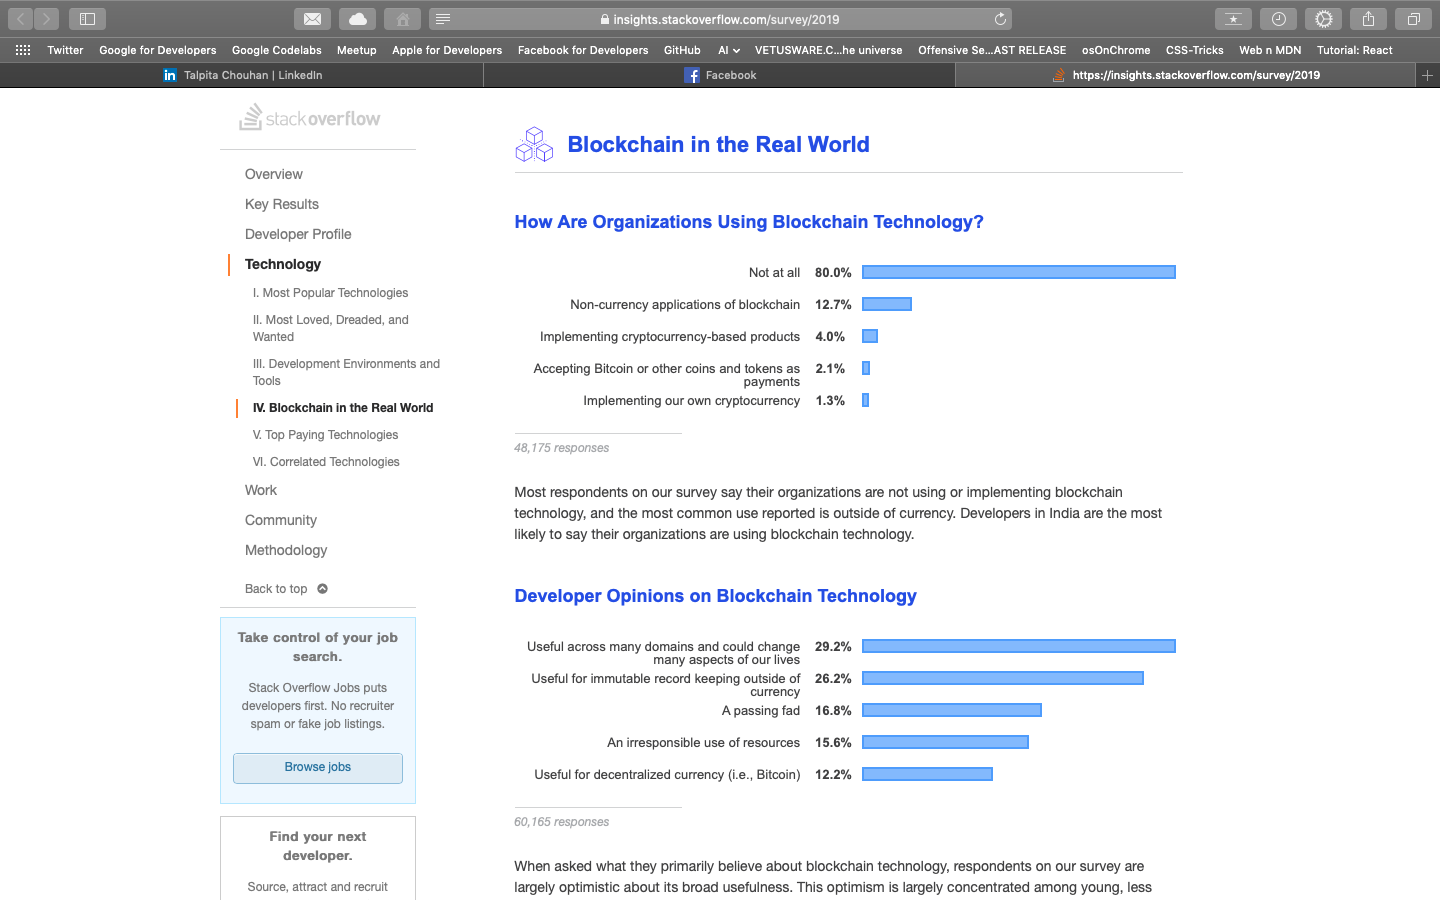 insights.stackoverflow.com/survey/2019
Twitter Google for Developers Google Codelabs Meetup Apple for Developers Facebook for Developers GitHub AI VETUSWARE.C...he universe Offensive Se...AST RELEASE osOnChrome CSS-Tricks Web n MDN Tutorial: React
Talpita Chouhan | LinkedIn Facebook https://insights.stackoverflow.com/survey/2019
stackoverflow
Overview
Key Results
Developer Profile
Technology
I. Most Popular Technologies
II. Most Loved, Dreaded, and
Wanted
III. Development Environments and
Tools
IV. Blockchain in the Real World
V. Top Paying Technologies
VI. Correlated Technologies
Work
Community
Methodology
Back to top
Take control of your job
search.
Stack Overflow Jobs puts
developers first. No recruiter
spam or fake job listings.
Browse jobs
Find your next
developer.
Source, attract and recruit
Blockchain in the Real World
How Are Organizations Using Blockchain Technology?
Not at all 80.0%
Non-currency applications of blockchain 12.7%
Implementing cryptocurrency-based products 4.0%
Accepting Bitcoin or other coins and tokens as 2.1%
payments
Implementing our own cryptocurrency 1.3%
48,175 responses
Most respondents on our survey say their organizations are not using or implementing blockchain
technology, and the most common use reported is outside of currency. Developers in India are the most
likely to say their organizations are using blockchain technology.
Developer Opinions on Blockchain Technology
Useful across many domains and could change 29.2%
many aspects of our lives
Useful for immutable record keeping outside of 26.2%
currency
A passing fad 16.8%
An irresponsible use of resources 15.6%
Useful for decentralized currency (i.e., Bitcoin) 12.2%
60,165 responses
When asked what they primarily believe about blockchain technology, respondents on our survey are
largely optimistic about its broad usefulness. This optimism is largely concentrated among young, less